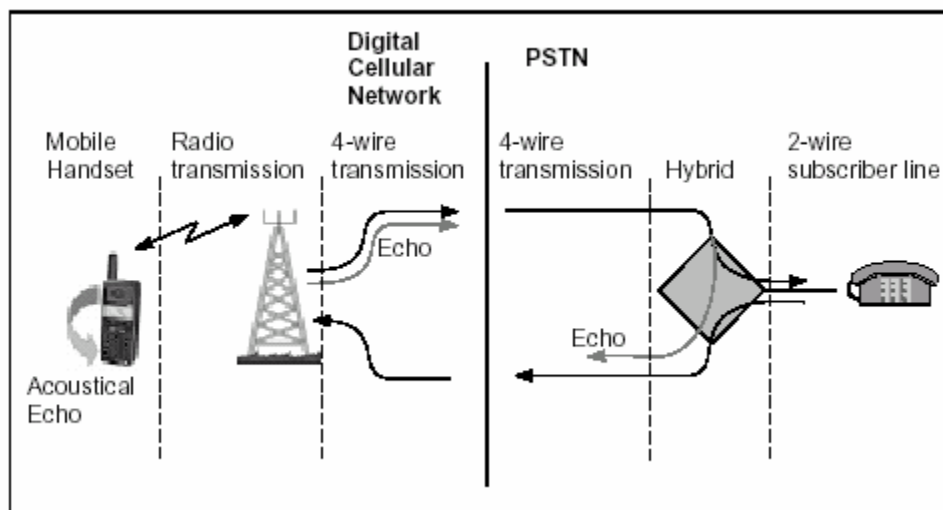 Digital
Cellular
Network
PSTN
Mobile
Handset
Radio
transmission
4-wire
transmission
4-wire
transmission
Hybrid
2-wire
subscriber line
Echo
Echo
Acoustical
Echo